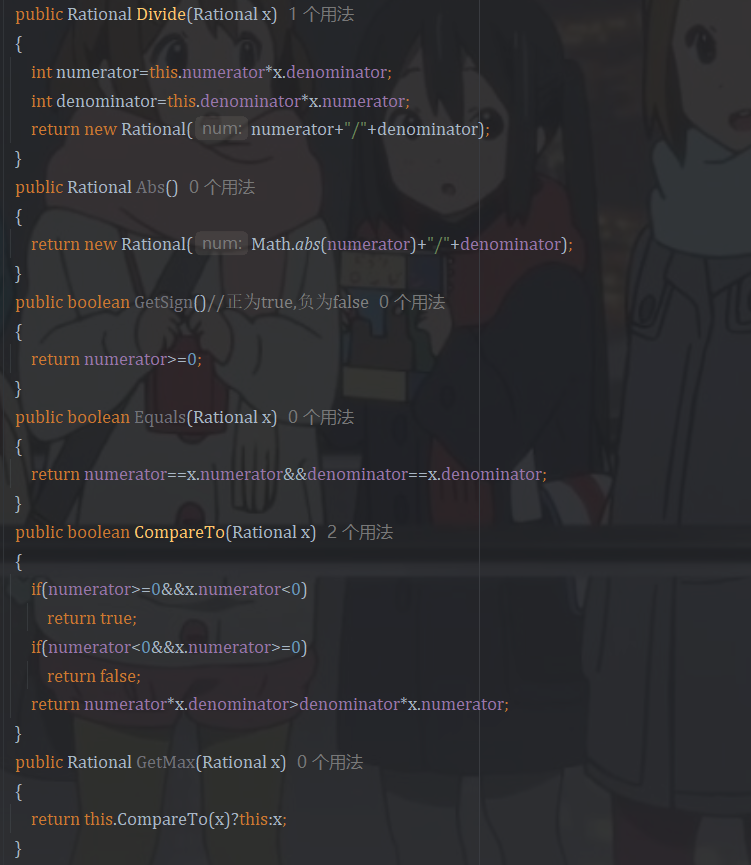 public Rational Divide(Rational x) 1 个用法
{
int numerator=this.numerator*x.denominator;
int denominator=this.denominator*x.numerator;
return new Rational( num: numerator+"/"+denominator);
}
public Rational Abs() 0 个用法
{
return new Rational( num: Math.abs(numerator)+"/"+denominator);
}
public boolean GetSign()//正为true,负为false 0 个用法
{
return numerator>=0;
}
public boolean Equals(Rational x) 0 个用法
{
return numerator==x.numerator&&denominator==x.denominator;
}
public boolean CompareTo(Rational x) 2 个用法
{
if(numerator>=0&&x.numerator<0)
return true;
if(numerator<0&&x.numerator>=0)
return false;
return numerator*x.denominator>denominator*x.numerator;
}
public Rational GetMax(Rational x) 0 个用法
{
return this.CompareTo(x)?this:x;
}